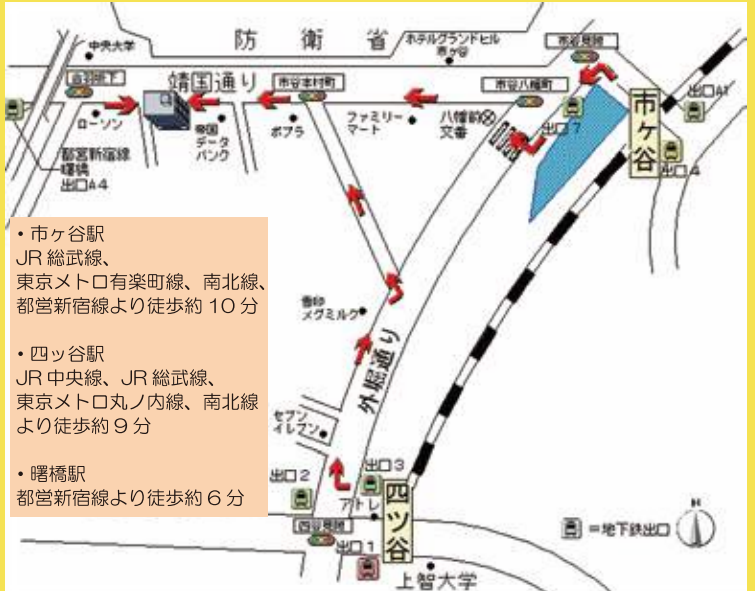 中央大学
防衛省
ホテルグランドヒル
市ヶ谷
市谷見附
合羽坂下
靖国通り
市谷本村町
市谷八幡町
出口A1
市ヶ谷
ローソン
帝国
データ
バンク
ポプラ
ファミリー
マート
八幡前
交番
出口7
出口4
都営新宿線
曙橋
出口A4
・市ヶ谷駅
JR総武線、
東京メトロ有楽町線、南北線、
都営新宿線より徒歩約10分
・四ッ谷駅
JR中央線、JR総武線、
東京メトロ丸ノ内線、南北線
より徒歩約9分
・曙橋駅
都営新宿線より徒歩約6分
雪印
メグミルク
外堀通り
セブン
イレブン
出口2
出口3
アトレ
四ツ谷
四谷見附
出口1
上智大学
=地下鉄出口
N